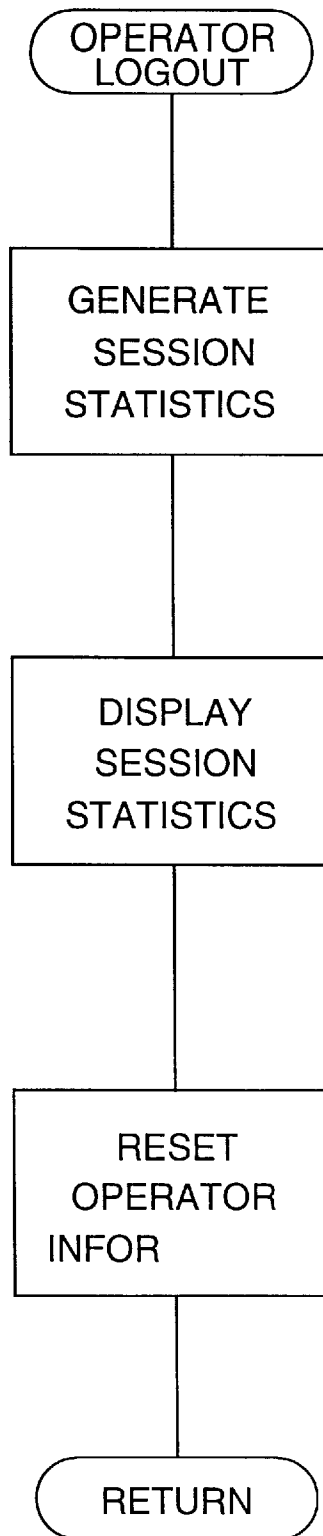 OPERATOR
LOGOUT
GENERATE
SESSION
STATISTICS
DISPLAY
SESSION
STATISTICS
RESET
OPERATOR
INFOR
RETURN